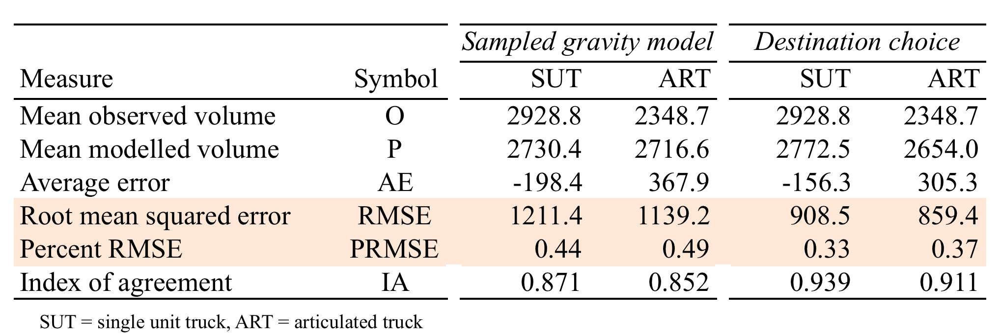 Sampled gravity model Destination choice
Measure Symbol SUT ART SUT ART
Mean observed volume O 2928.8 2348.7 2928.8 2348.7
Mean modelled volume P 2730.4 2716.6 2772.5 2654.0
Average error AE -198.4 367.9 -156.3 305.3
Root mean squared error RMSE 1211.4 1139.2 908.5 859.4
Percent RMSE PRMSE 0.44 0.49 0.33 0.37
Index of agreement IA 0.871 0.852 0.939 0.911
SUT = single unit truck, ART = articulated truck